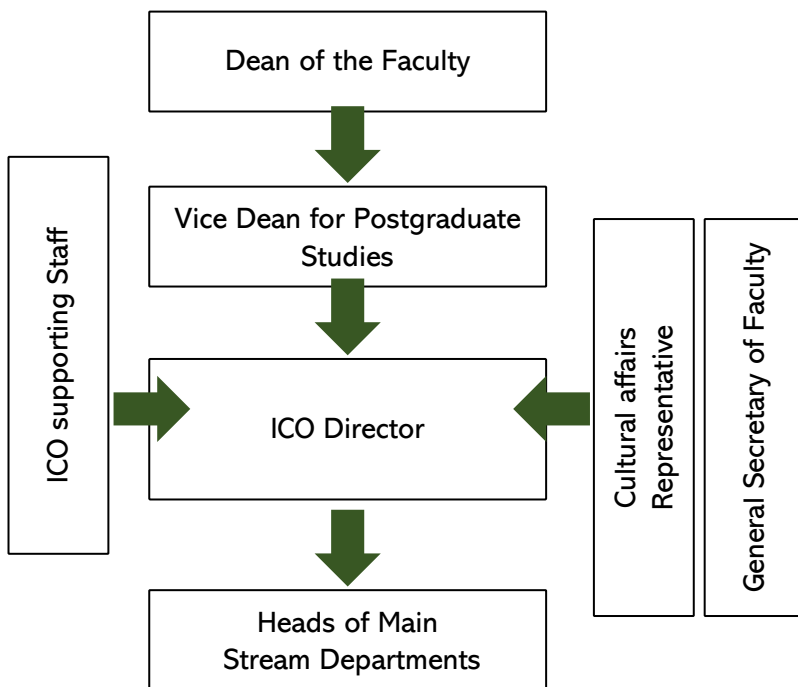 Dean of the Faculty
Vice Dean for Postgraduate
Studies
ICO supporting Staff
ICO Director
Cultural affairs
Representative
General Secretary of Faculty
Heads of Main
Stream Departments